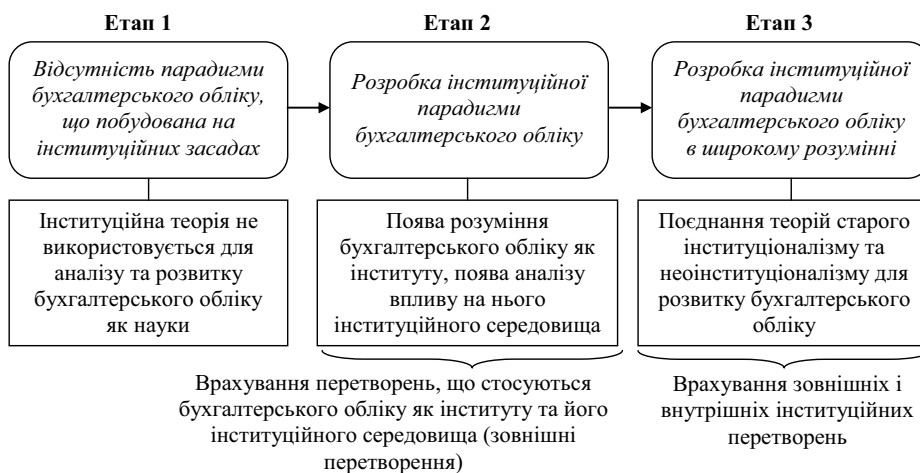 Етап 1
Відсутність парадигми
бухгалтерського обліку,
що побудована на
інституційних засадах
Інституційна теорія не
використовується для
аналізу та розвитку
бухгалтерського обліку
як науки
Етап 2
Розробка інституційної
парадигми
бухгалтерського обліку
Поява розуміння
бухгалтерського обліку як
інституту, поява аналізу
впливу на нього
інституційного середовища
Врахування перетворень, що стосуються
бухгалтерського обліку як інституту та його
інституційного середовища (зовнішні
перетворення)
Етап 3
Розробка інституційної
парадигми
бухгалтерського обліку
в широкому розумінні
Поєднання теорій старого
інституціоналізму та
неоінституціоналізму для
розвитку бухгалтерського
обліку
Врахування зовнішніх і
внутрішніх інституційних
перетворень